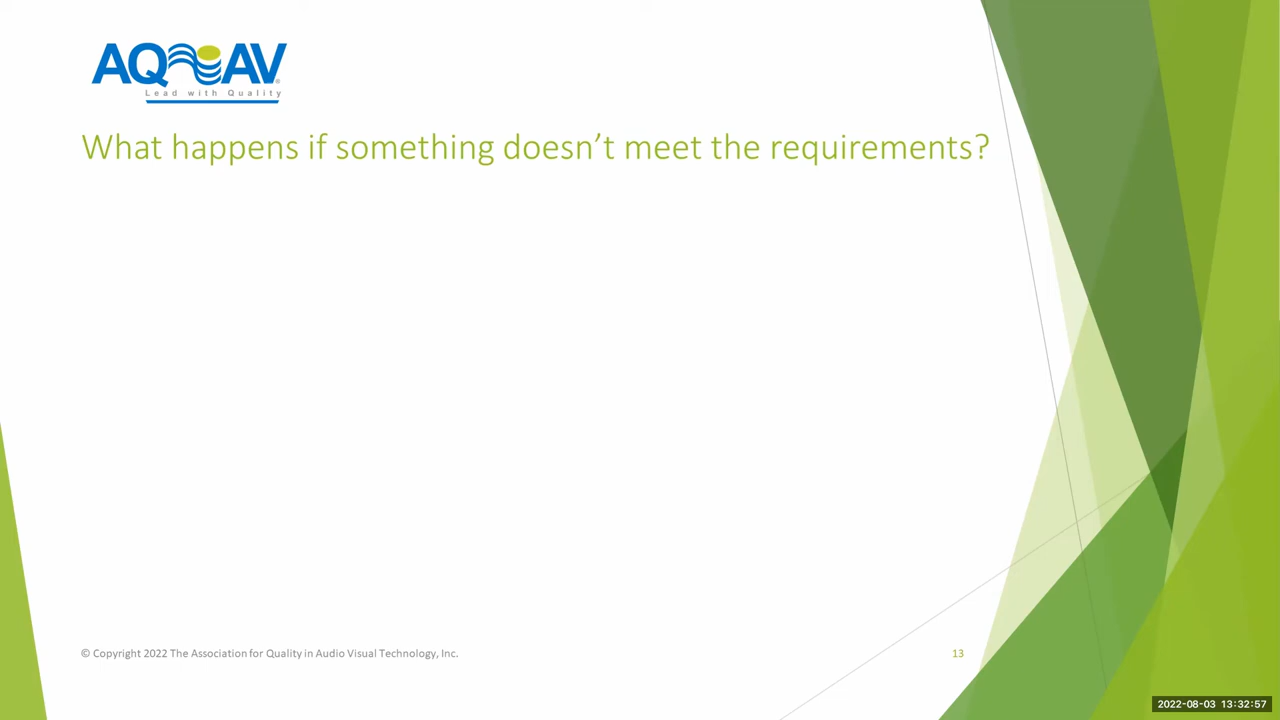 AQAV
Lead with Quality
What happens if something doesn’t meet the requirements?
© Copyright 2022 The Association for Quality in Audio Visual Technology, Inc.
13
2022-08-03 13:32:57